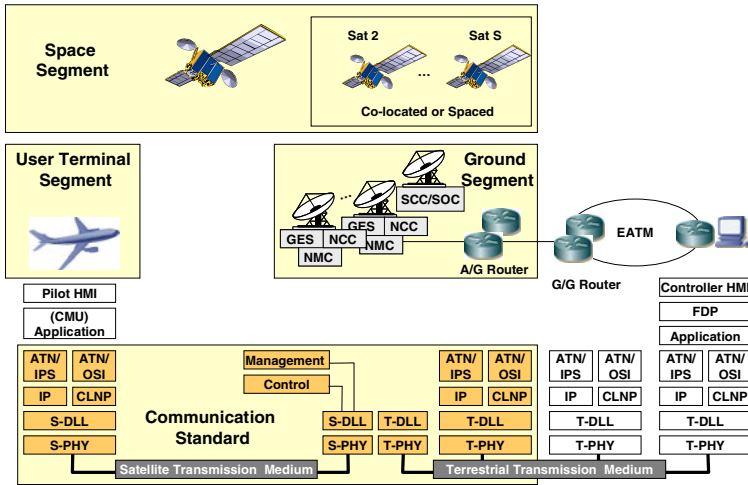 Space
Segment
Sat 2
Sat S
...
Co-located or Spaced
User Terminal
Segment
Ground
Segment
...
SCC/SOC
GES
NCC
GES
NCC
NMC
NMC
A/G Router
G/G Router
EATM
Pilot HMI
(CMU)
Application
Controller HMI
FDP
Application
ATN/
IPS
ATN/
OSI
IP
CLNP
S-DLL
S-PHY
Communication
Standard
Management
Control
S-DLL
T-DLL
S-PHY
T-PHY
ATN/
IPS
ATN/
OSI
IP
CLNP
T-DLL
T-PHY
ATN/
IPS
ATN/
OSI
IP
CLNP
T-DLL
T-PHY
ATN/
IPS
ATN/
OSI
IP
CLNP
T-DLL
T-PHY
Satellite Transmission Medium
Terrestrial Transmission Medium